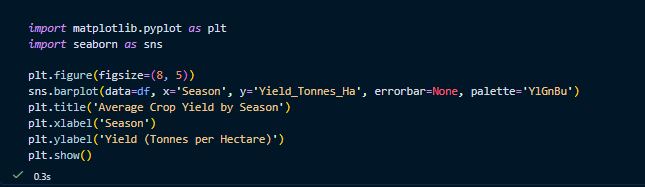 import matplotlib.pyplot as plt
import seaborn as sns
plt.figure(figsize=(8, 5))
sns.barplot(data=df, x='Season', y='Yield_Tonnes_Ha', errorbar=None, palette='YlGnBu')
plt.title('Average Crop Yield by Season')
plt.xlabel('Season')
plt.ylabel('Yield (Tonnes per Hectare)')
plt.show()
0.3s